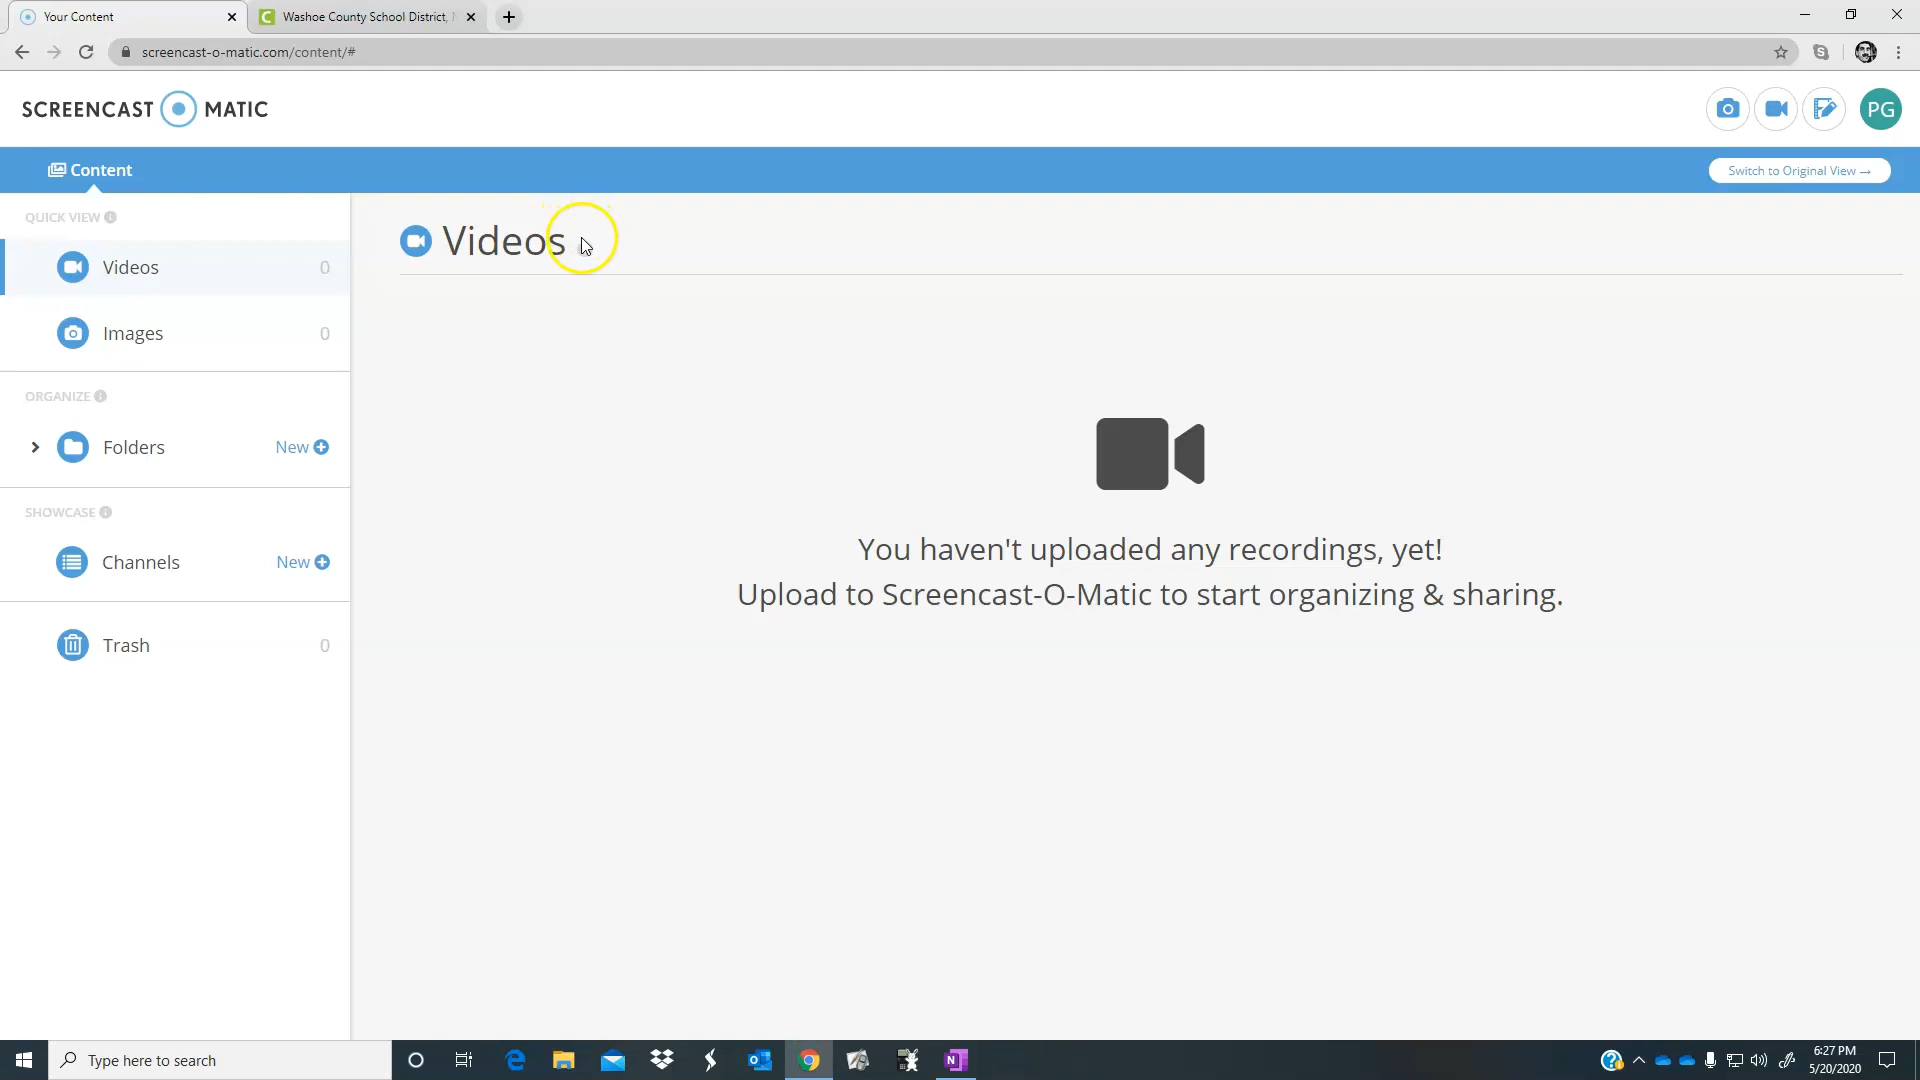 Your Content
Washoe County School District,
screencast-o-matic.com/content/#
SCREENCAST MATIC
PG
Content
Switch to Original View →
QUICK VIEW
Videos 0
Images 0
ORGANIZE
Folders New
SHOWCASE
Channels New
Trash 0
Videos
You haven't uploaded any recordings, yet!
Upload to Screencast-O-Matic to start organizing & sharing.
Type here to search
6:27 PM
5/20/2020